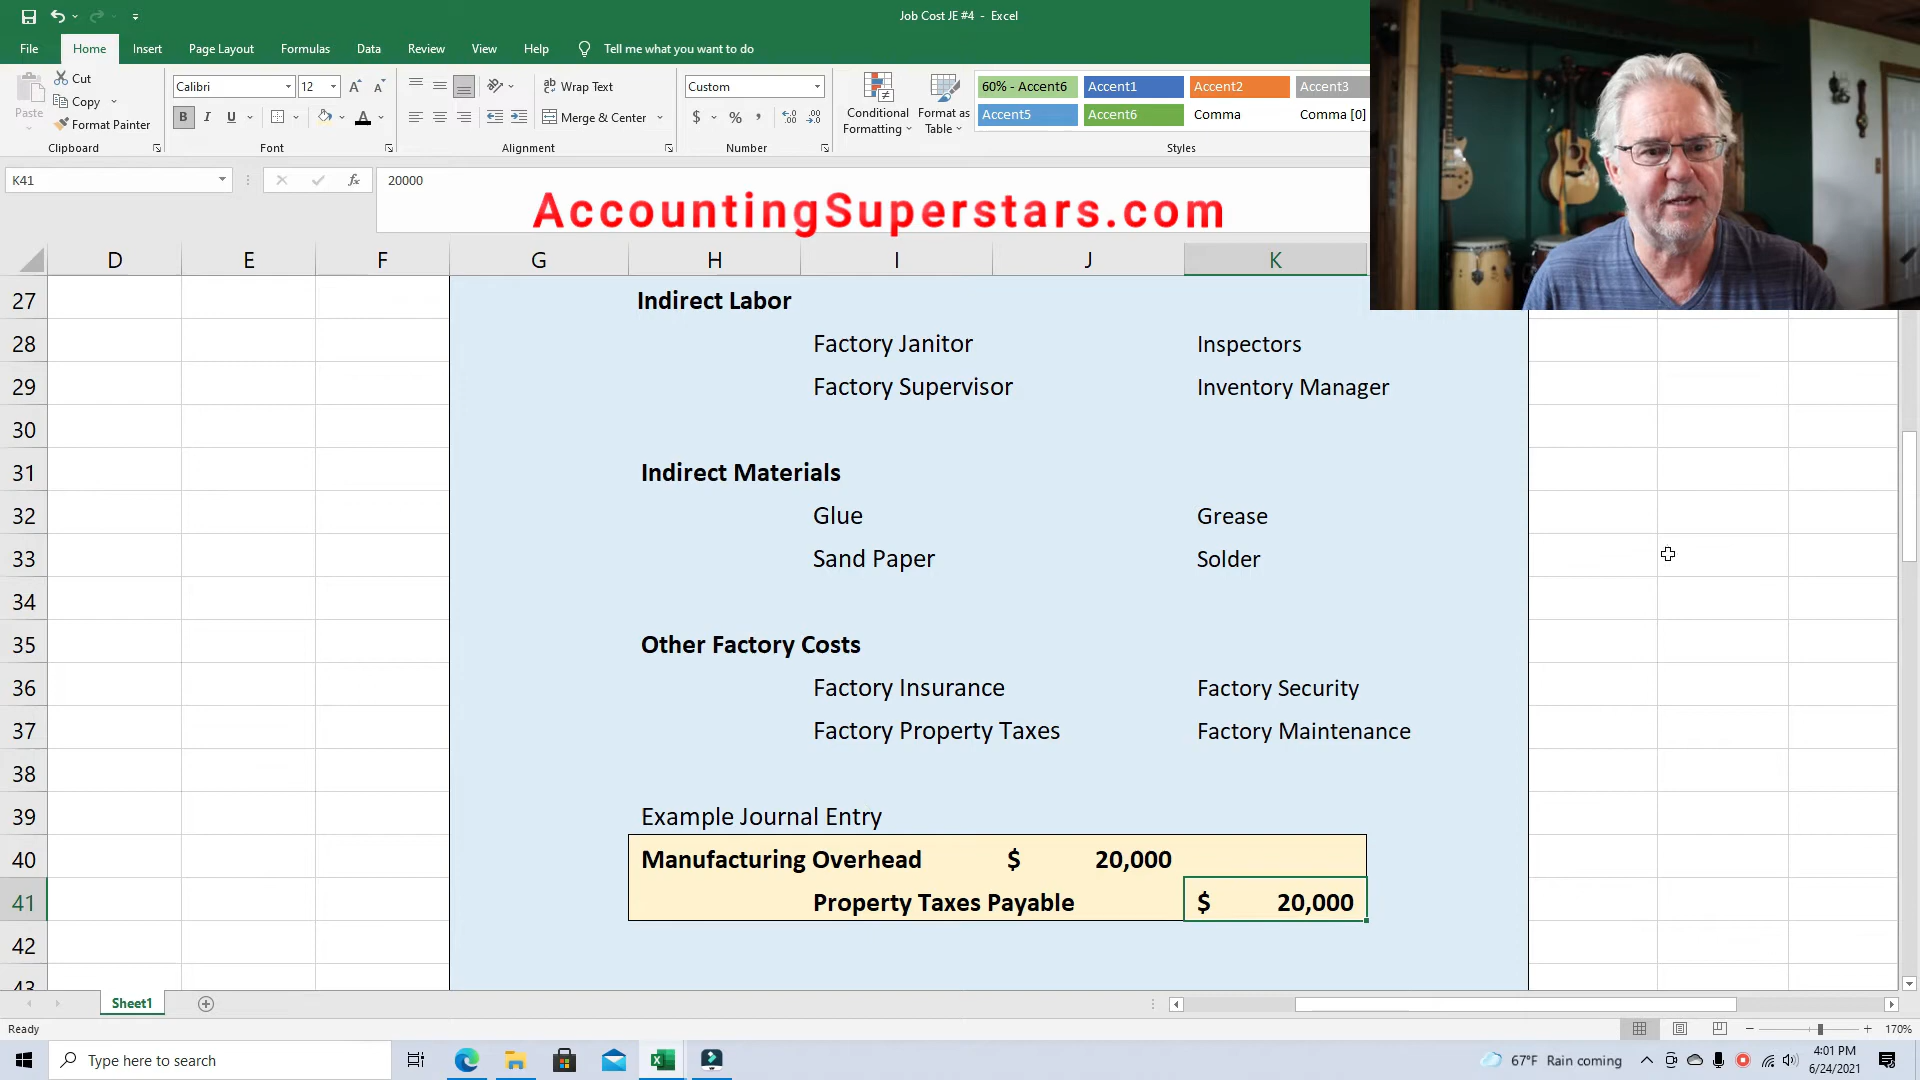 Job Cost JE #4 - Excel
File Home Insert Page Layout Formulas Data Review View Help Tell me what you want to do
Paste
Cut
Copy
Format Painter
Clipboard
Calibri 12
B I U
Font
Wrap Text
Merge & Center
Alignment
Custom
$ %
Number
Conditional Formatting
Format as Table
60% - Accent6 Accent1 Accent2 Accent3
Accent5 Accent6 Comma Comma [0]
Styles
K41 fx 20000
AccountingSuperstars.com
D E F G H I J K
27 Indirect Labor
28 Factory Janitor Inspectors
29 Factory Supervisor Inventory Manager
30
31 Indirect Materials
32 Glue Grease
33 Sand Paper Solder
34
35 Other Factory Costs
36 Factory Insurance Factory Security
37 Factory Property Taxes Factory Maintenance
38
39 Example Journal Entry
40 Manufacturing Overhead $ 20,000
41 Property Taxes Payable $ 20,000
42
43
Sheet1
Ready 170%
Type here to search
67°F Rain coming
4:01 PM
6/24/2021